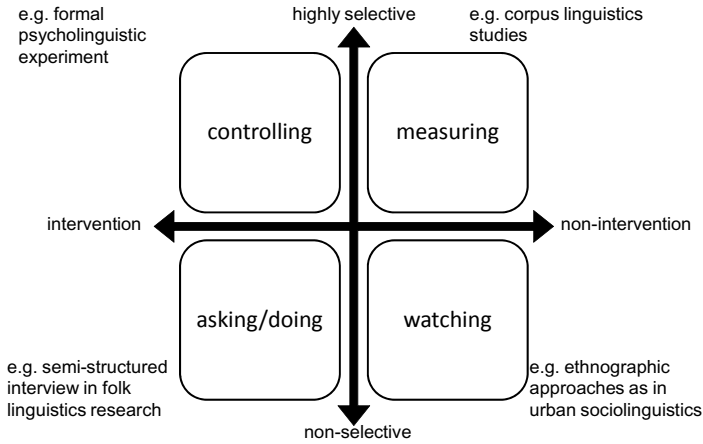 e.g. formal
psycholinguistic
experiment
highly selective
e.g. corpus linguistics
studies
controlling
measuring
intervention
non-intervention
asking/doing
watching
e.g. semi-structured
interview in folk
linguistics research
e.g. ethnographic
approaches as in
urban sociolinguistics
non-selective